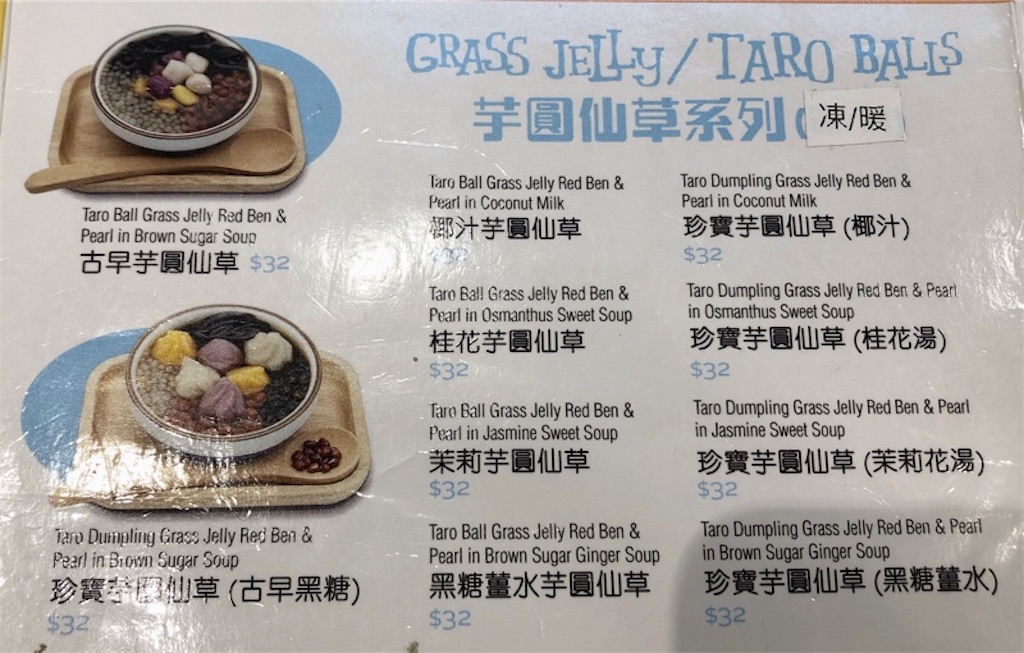 GRASS JELLY / TARO BALLS
芋圓仙草系列 (
凍/暖
Taro Ball Grass Jelly Red Ben &
Pearl in Brown Sugar Soup
古早芋圓仙草 $32
Taro Dumpling Grass Jelly Red Ben &
Pearl in Brown Sugar Soup
珍寶芋圓仙草 (古早黑糖)
$32
Taro Ball Grass Jelly Red Ben &
Pearl in Coconut Milk
椰汁芋圓仙草
$32
Taro Ball Grass Jelly Red Ben &
Pearl in Osmanthus Sweet Soup
桂花芋圓仙草
$32
Taro Ball Grass Jelly Red Ben &
Pearl in Jasmine Sweet Soup
茉莉芋圓仙草
$32
Taro Ball Grass Jelly Red Ben &
Pearl in Brown Sugar Ginger Soup
黑糖薑水芋圓仙草
$32
Taro Dumpling Grass Jelly Red Ben &
Pearl in Coconut Milk
珍寶芋圓仙草 (椰汁)
$32
Taro Dumpling Grass Jelly Red Ben & Pearl
in Osmanthus Sweet Soup
珍寶芋圓仙草 (桂花湯)
$32
Taro Dumpling Grass Jelly Red Ben & Pearl
in Jasmine Sweet Soup
珍寶芋圓仙草 (茉莉花湯)
$32
Taro Dumpling Grass Jelly Red Ben & Pearl
in Brown Sugar Ginger Soup
珍寶芋圓仙草 (黑糖薑水)
$32